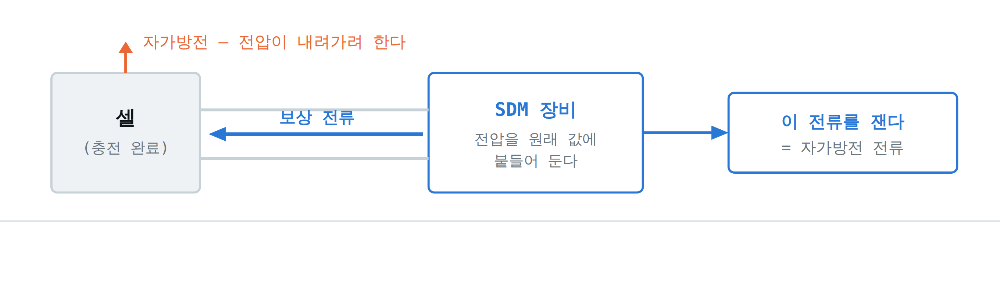 자가방전 — 전압이 내려가려 한다
셀
(충전 완료)
보상 전류
SDM 장비
전압을 원래 값에
붙들어 둔다
이 전류를 잰다
= 자가방전 전류